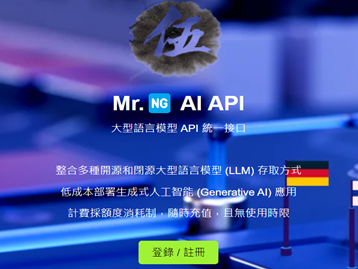 伍
Mr. NG AI API
大型語言模型 API 統一接口
整合多種開源和閉源大型語言模型 (LLM) 存取方式
低成本部署生成式人工智能 (Generative AI) 應用
計費採額度消耗制，隨時充值，且無使用時限
登錄 / 註冊